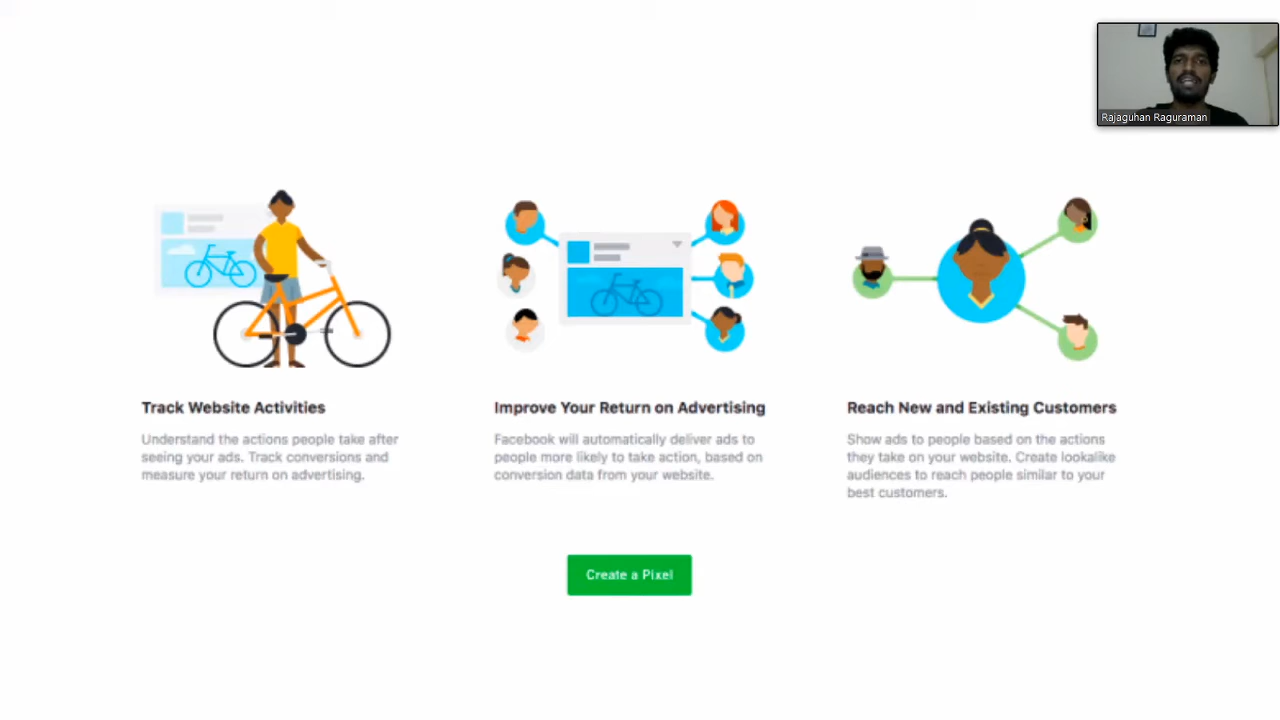 Rajaguhan Raguraman
Track Website Activities
Understand the actions people take after
seeing your ads. Track conversions and
measure your return on advertising.
Improve Your Return on Advertising
Facebook will automatically deliver ads to
people more likely to take action, based on
conversion data from your website.
Reach New and Existing Customers
Show ads to people based on the actions
they take on your website. Create lookalike
audiences to reach people similar to your
best customers.
Create a Pixel